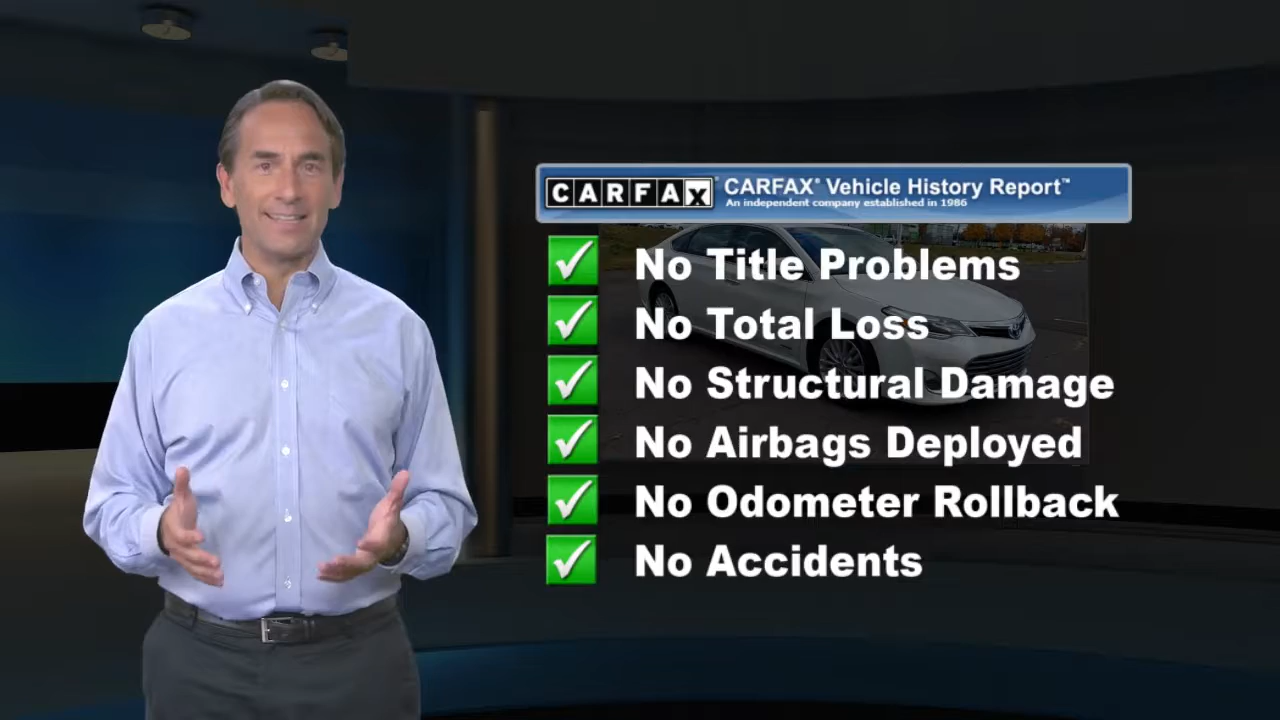 CARFAX® CARFAX® Vehicle History Report™
An independent company established in 1986
No Title Problems
No Total Loss
No Structural Damage
No Airbags Deployed
No Odometer Rollback
No Accidents